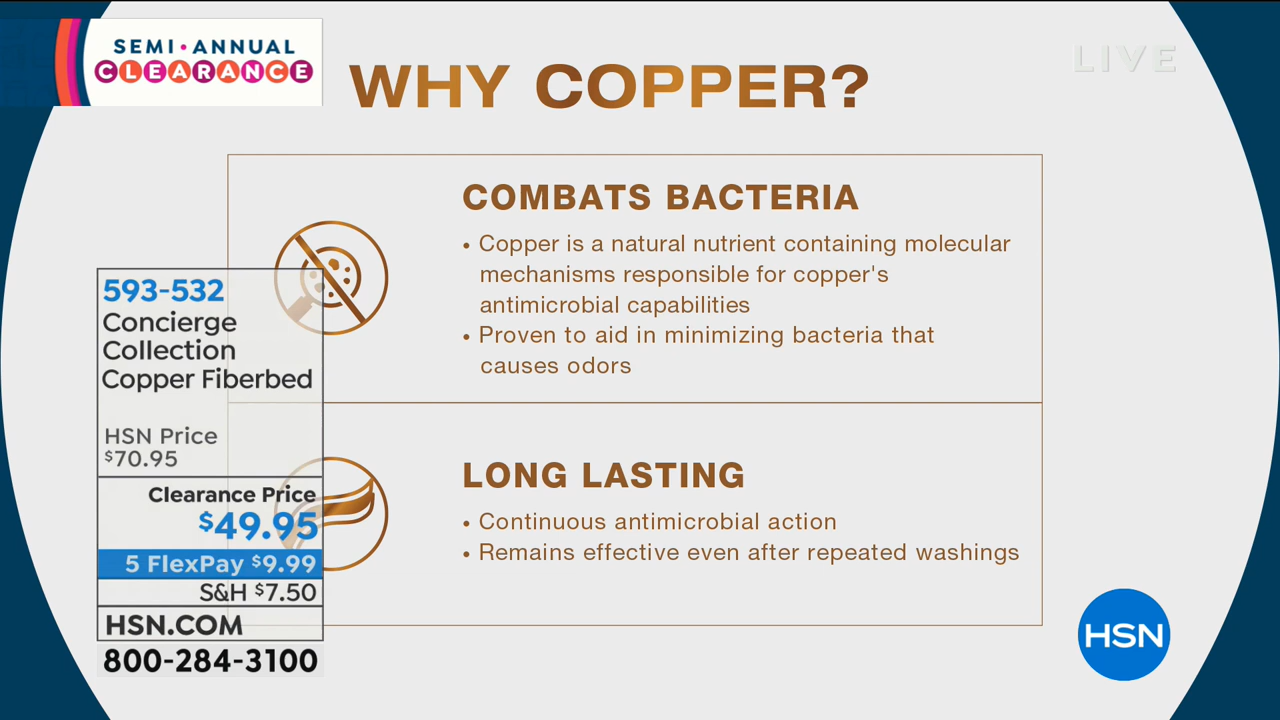 SEMI•ANNUAL
CLEARANCE
LIVE
WHY COPPER?
COMBATS BACTERIA
• Copper is a natural nutrient containing molecular
mechanisms responsible for copper's
antimicrobial capabilities
• Proven to aid in minimizing bacteria that
causes odors
LONG LASTING
• Continuous antimicrobial action
• Remains effective even after repeated washings
593-532
Concierge
Collection
Copper Fiberbed
HSN Price
$70.95
Clearance Price
$49.95
5 FlexPay $9.99
S&H $7.50
HSN.COM
800-284-3100
HSN